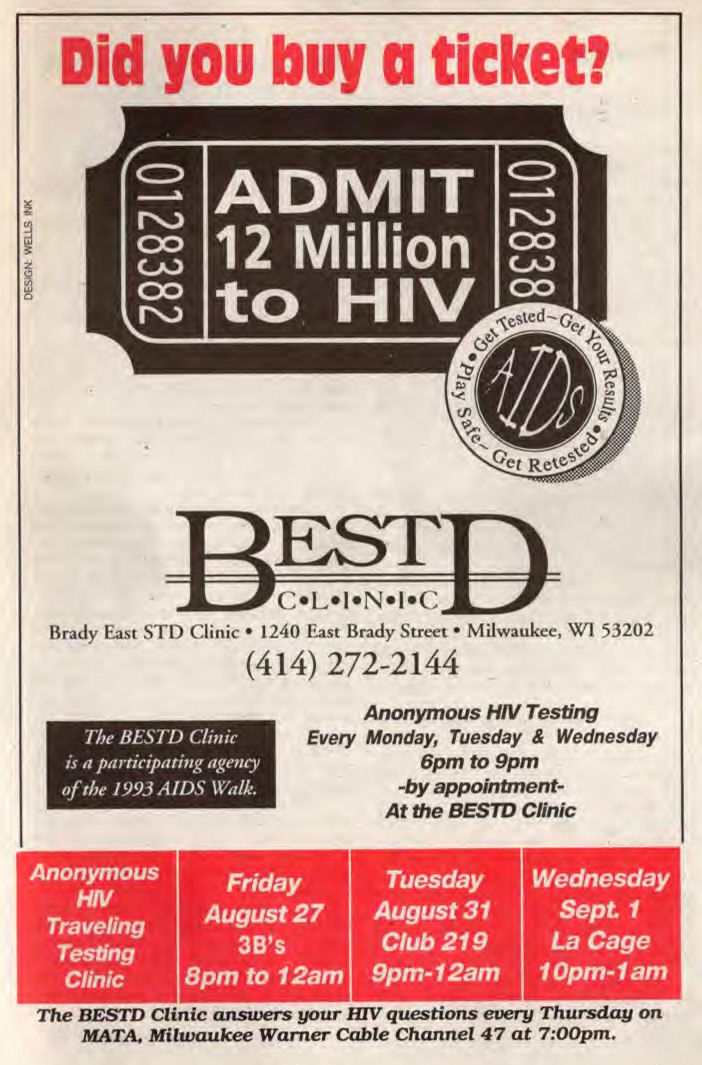 Did you buy a ticket?
DESIGN: WELLS INK
0128382
ADMIT
12 Million
to HIV
012838
Get Tested~Get Your Results • Play Safe~ Get Retested •
AIDS
BESTD
C•L•I•N•I•C
Brady East STD Clinic • 1240 East Brady Street • Milwaukee, WI 53202
(414) 272-2144
The BESTD Clinic
is a participating agency
of the 1993 AIDS Walk.
Anonymous HIV Testing
Every Monday, Tuesday & Wednesday
6pm to 9pm
-by appointment-
At the BESTD Clinic
Anonymous
HIV
Traveling
Testing
Clinic
Friday
August 27
3B's
8pm to 12am
Tuesday
August 31
Club 219
9pm-12am
Wednesday
Sept. 1
La Cage
10pm-1am
The BESTD Clinic answers your HIV questions every Thursday on
MATA, Milwaukee Warner Cable Channel 47 at 7:00pm.